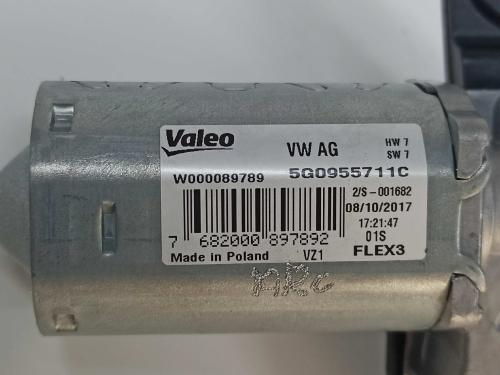 Valeo
VW AG
HW 7
SW 7
W000089789
5G0955711C
2/S-001682
08/10/2017
17:21:47
7 682000 897892
01S
Made in Poland
VZ1
FLEX3